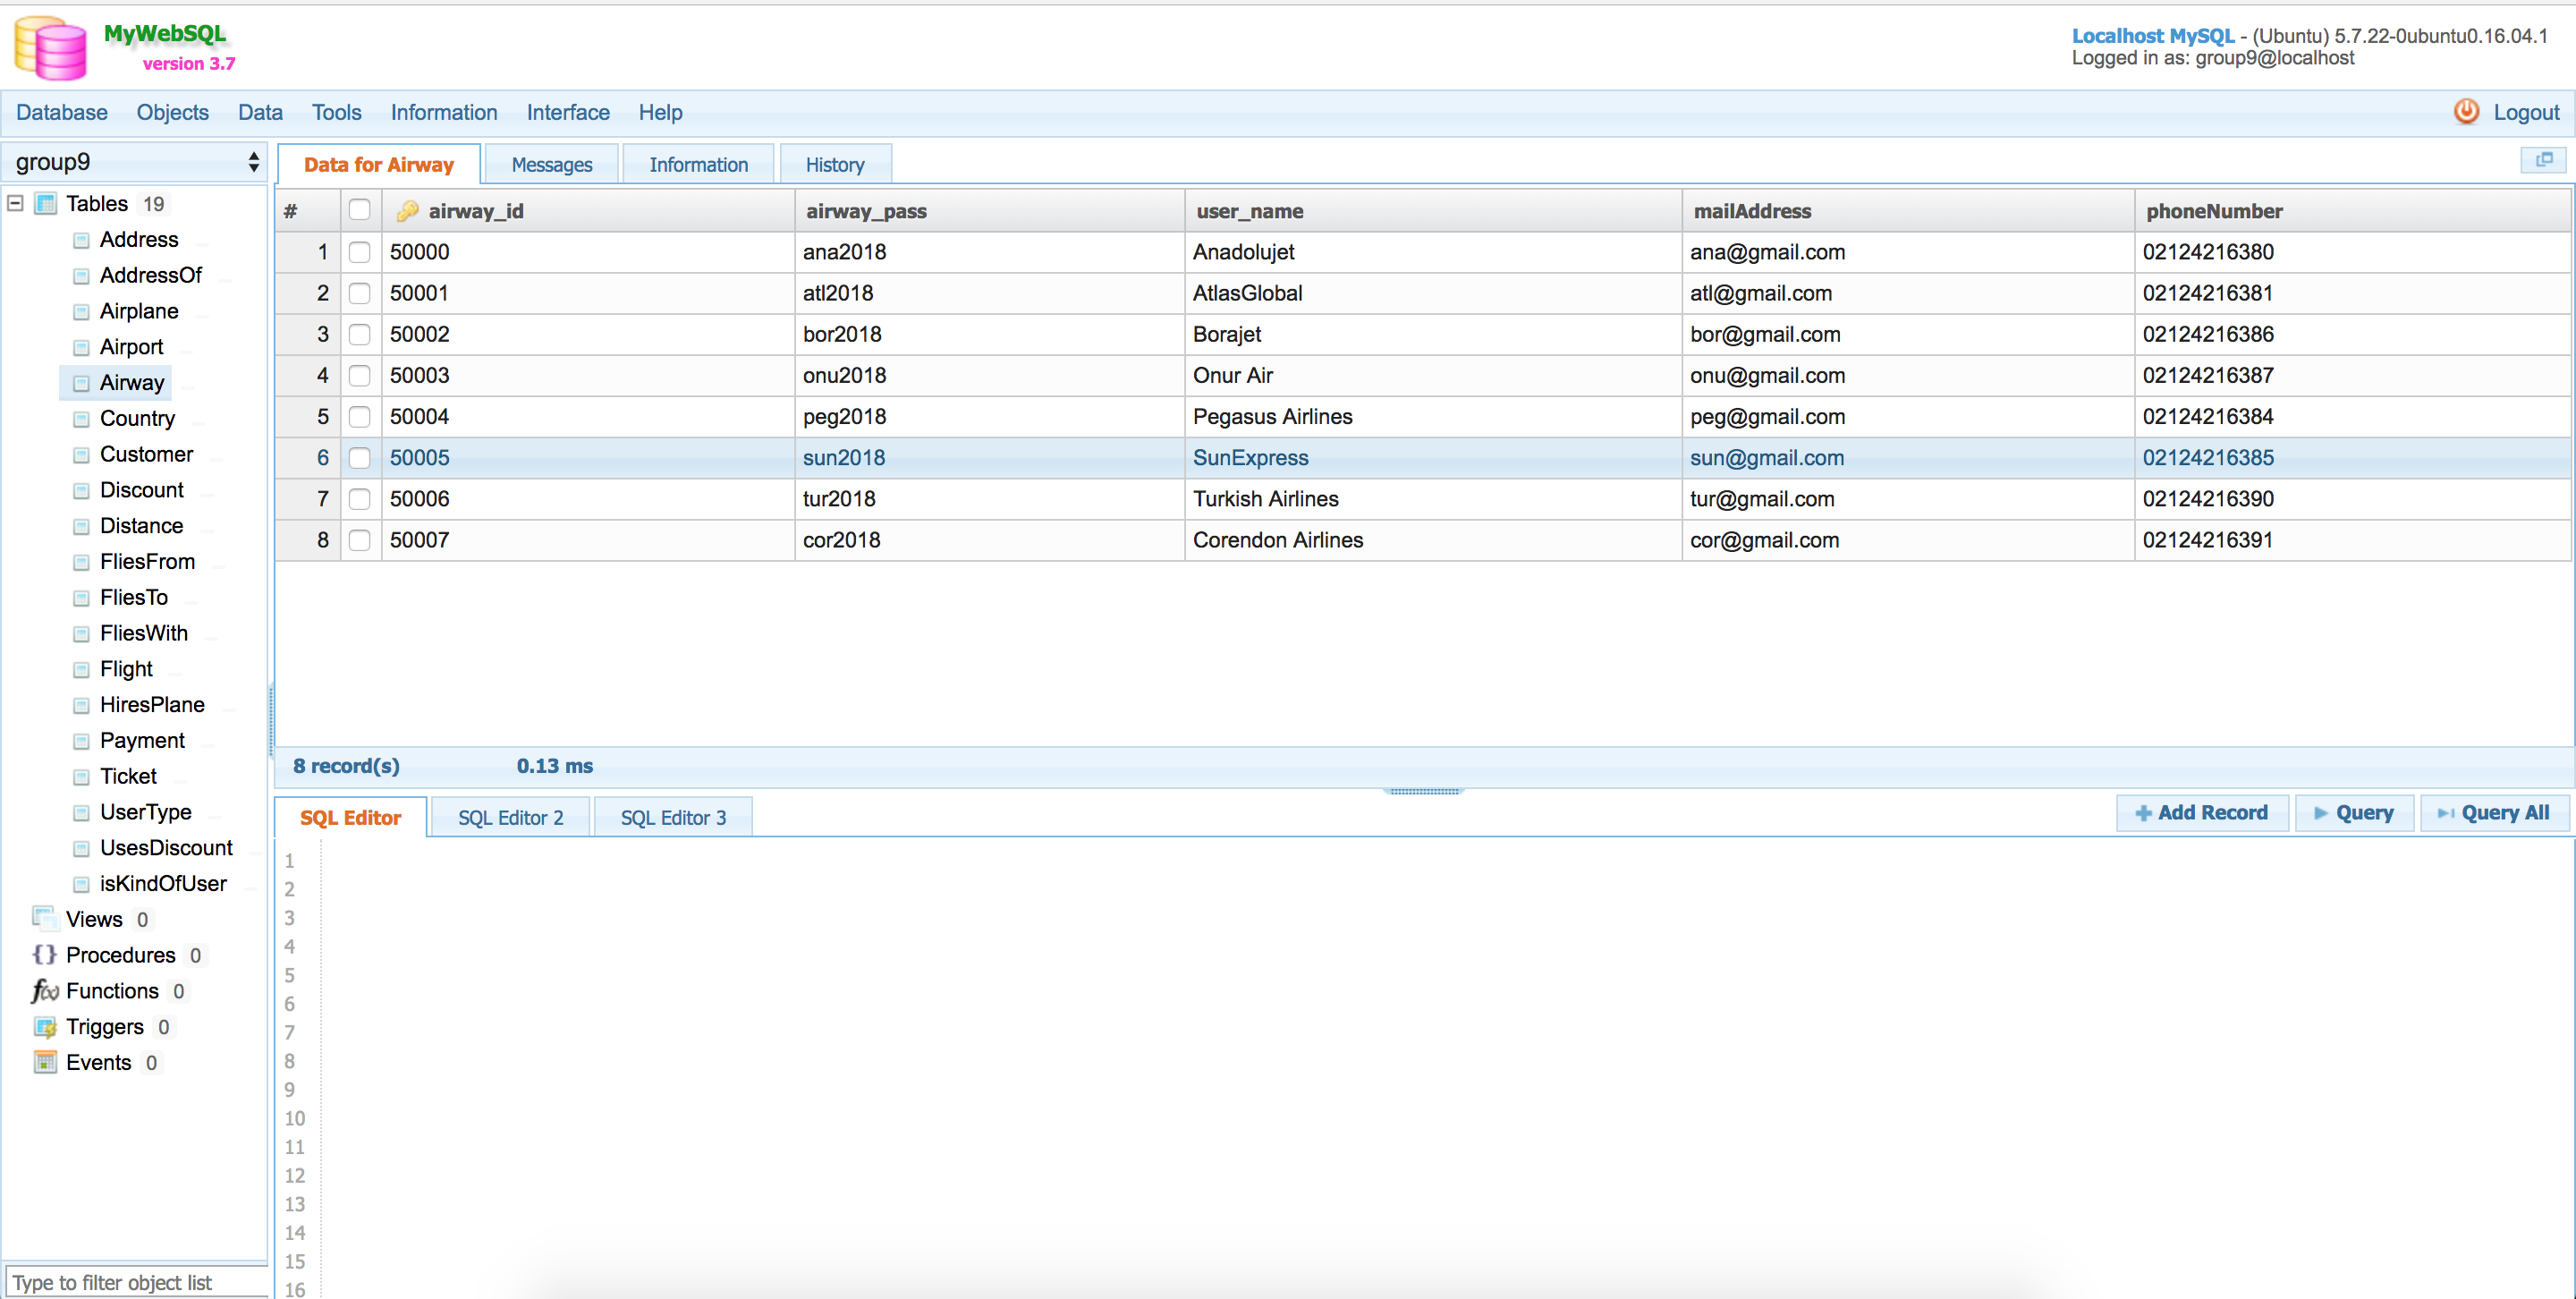 MyWebSQL
version 3.7
Localhost MySQL - (Ubuntu) 5.7.22-0ubuntu0.16.04.1
Logged in as: group9@localhost
Database Objects Data Tools Information Interface Help Logout
group9
Tables 19
Address
AddressOf
Airplane
Airport
Airway
Country
Customer
Discount
Distance
FliesFrom
FliesTo
FliesWith
Flight
HiresPlane
Payment
Ticket
UserType
UsesDiscount
isKindOfUser
Views 0
Procedures 0
Functions 0
Triggers 0
Events 0
Type to filter object list
Data for Airway Messages Information History
# airway_id airway_pass user_name mailAddress phoneNumber
1 50000 ana2018 Anadolujet ana@gmail.com 02124216380
2 50001 atl2018 AtlasGlobal atl@gmail.com 02124216381
3 50002 bor2018 Borajet bor@gmail.com 02124216386
4 50003 onu2018 Onur Air onu@gmail.com 02124216387
5 50004 peg2018 Pegasus Airlines peg@gmail.com 02124216384
6 50005 sun2018 SunExpress sun@gmail.com 02124216385
7 50006 tur2018 Turkish Airlines tur@gmail.com 02124216390
8 50007 cor2018 Corendon Airlines cor@gmail.com 02124216391
8 record(s) 0.13 ms
SQL Editor SQL Editor 2 SQL Editor 3 Add Record Query Query All
1
2
3
4
5
6
7
8
9
10
11
12
13
14
15
16